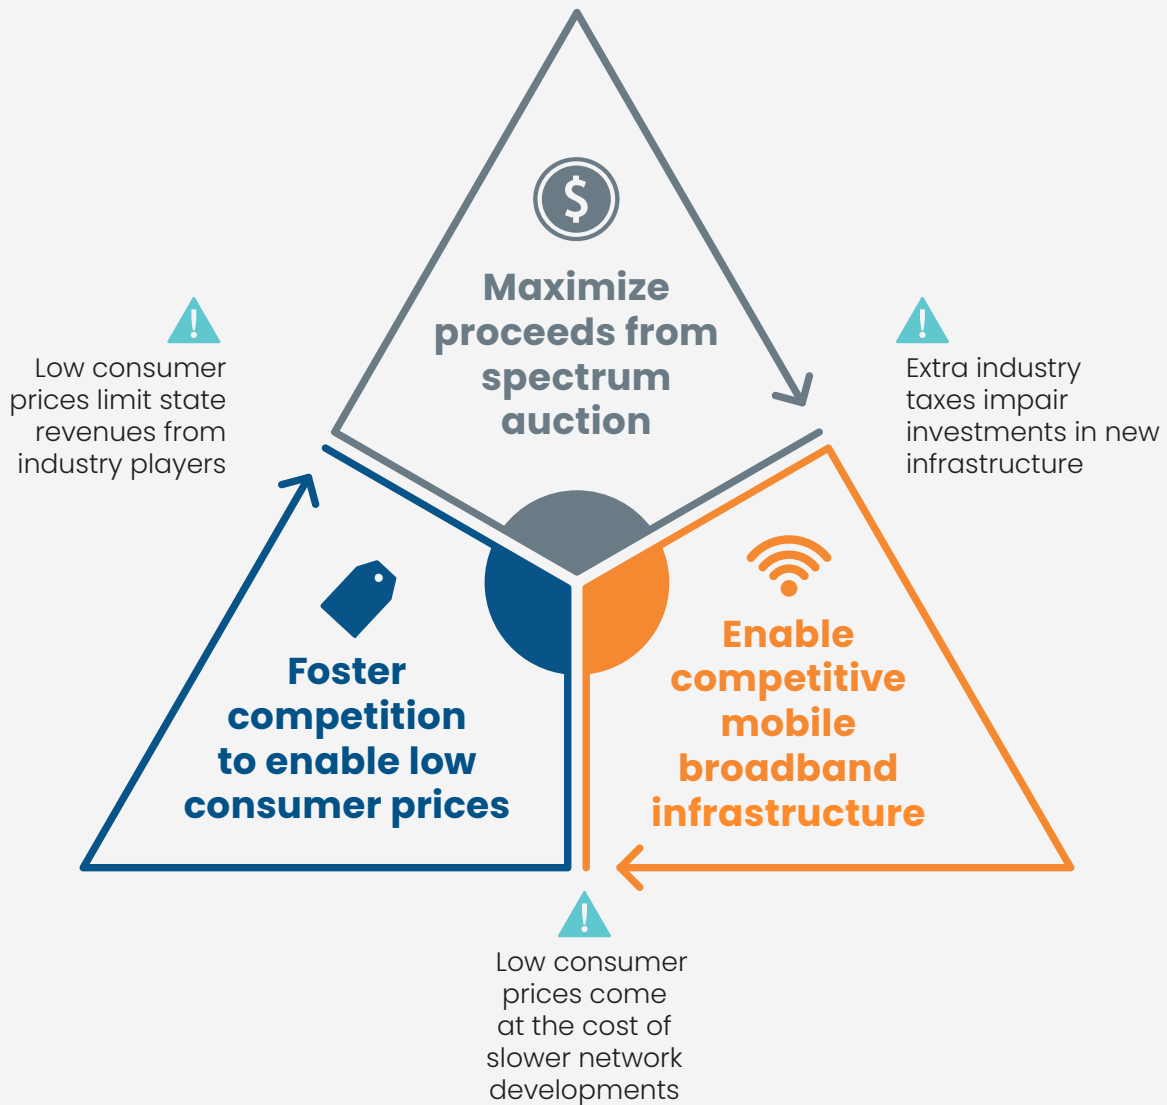 $
Maximize
proceeds from
spectrum
auction
!
Low consumer
prices limit state
revenues from
industry players
!
Extra industry
taxes impair
investments in new
infrastructure
Foster
competition
to enable low
consumer prices
Enable
competitive
mobile
broadband
infrastructure
!
Low consumer
prices come
at the cost of
slower network
developments